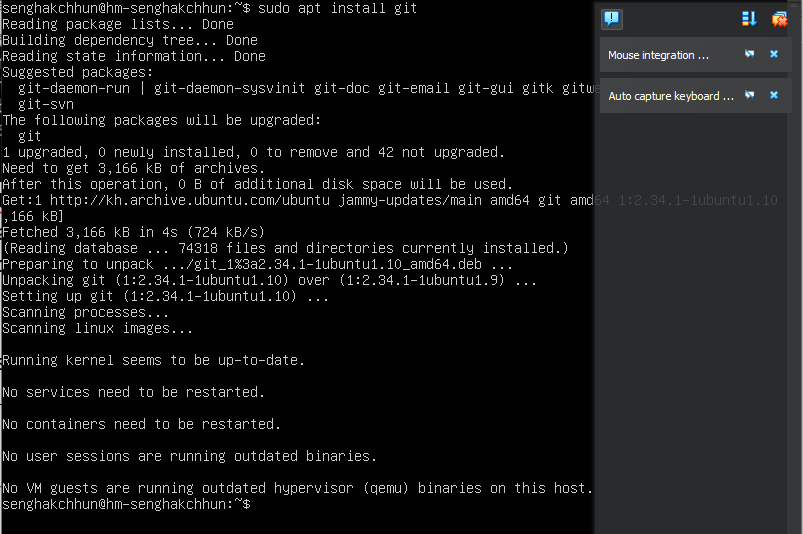 senghakchhun@hm-senghakchhun:~$ sudo apt install git
Reading package lists... Done
Building dependency tree... Done
Reading state information... Done
Suggested packages:
git-daemon-run | git-daemon-sysvinit git-doc git-email git-gui gitk
git-svn
The following packages will be upgraded:
git
1 upgraded, 0 newly installed, 0 to remove and 42 not upgraded.
Need to get 3,166 kB of archives.
After this operation, 0 B of additional disk space will be used.
Get:1 http://kh.archive.ubuntu.com/ubuntu jammy-updates/main amd64 git amd64 1:2.34.1-1ubuntu1.10
,166 kB]
Fetched 3,166 kB in 4s (724 kB/s)
(Reading database ... 74318 files and directories currently installed.)
Preparing to unpack .../git_1%3a2.34.1-1ubuntu1.10_amd64.deb ...
Unpacking git (1:2.34.1-1ubuntu1.10) over (1:2.34.1-1ubuntu1.9) ...
Setting up git (1:2.34.1-1ubuntu1.10) ...
Scanning processes...
Scanning linux images...
Running kernel seems to be up-to-date.
No services need to be restarted.
No containers need to be restarted.
No user sessions are running outdated binaries.
No VM guests are running outdated hypervisor (qemu) binaries on this host.
senghakchhun@hm-senghakchhun:~$
Mouse integration ...
Auto capture keyboard ...